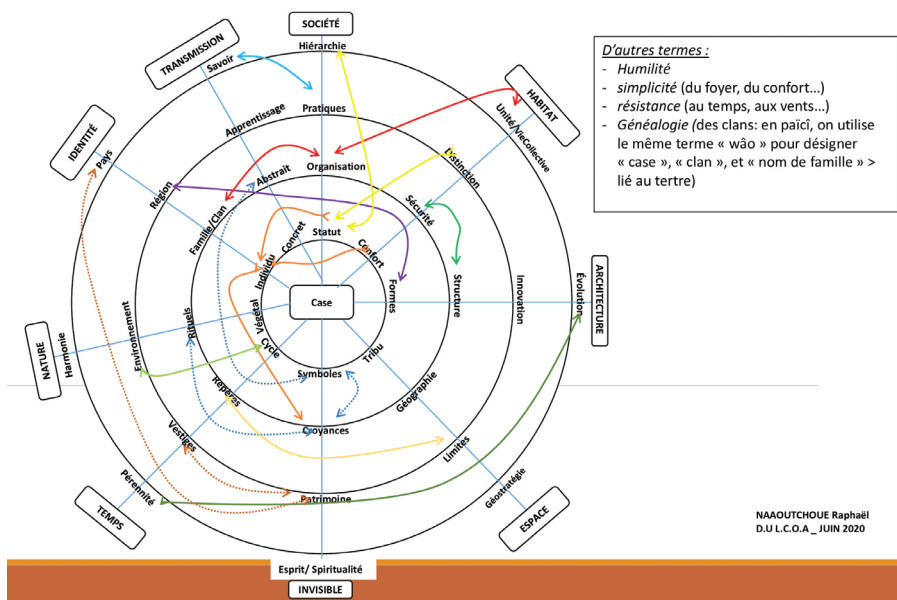 SOCIÉTÉ
Hiérarchie
TRANSMISSION
Savoir
Pratiques
HABITAT
Unité/VieCollective
Apprentissage
IDENTITÉ
Pays
Organisation
Distinction
Abstrait
Région
Sécurité
Famille/Clan
Statut
Concret
Confort
Individu
Case
Formes
Structure
Innovation
Évolution
ARCHITECTURE
Végétal
Rituels
Environnement
Harmonie
NATURE
Cycle
Tribu
Symboles
Repères
Géographie
Croyances
Vestiges
Limites
Pérennité
Patrimoine
Géostratégie
TEMPS
ESPACE
Esprit/ Spiritualité
INVISIBLE
D'autres termes :
- Humilité
- simplicité (du foyer, du confort...)
- résistance (au temps, aux vents...)
- Généalogie (des clans: en paîcî, on utilise
le même terme « wâo » pour désigner
« case », « clan », et « nom de famille » >
lié au tertre)
NAAOUTCHOUE Raphaël
D.U L.C.O.A _ JUIN 2020